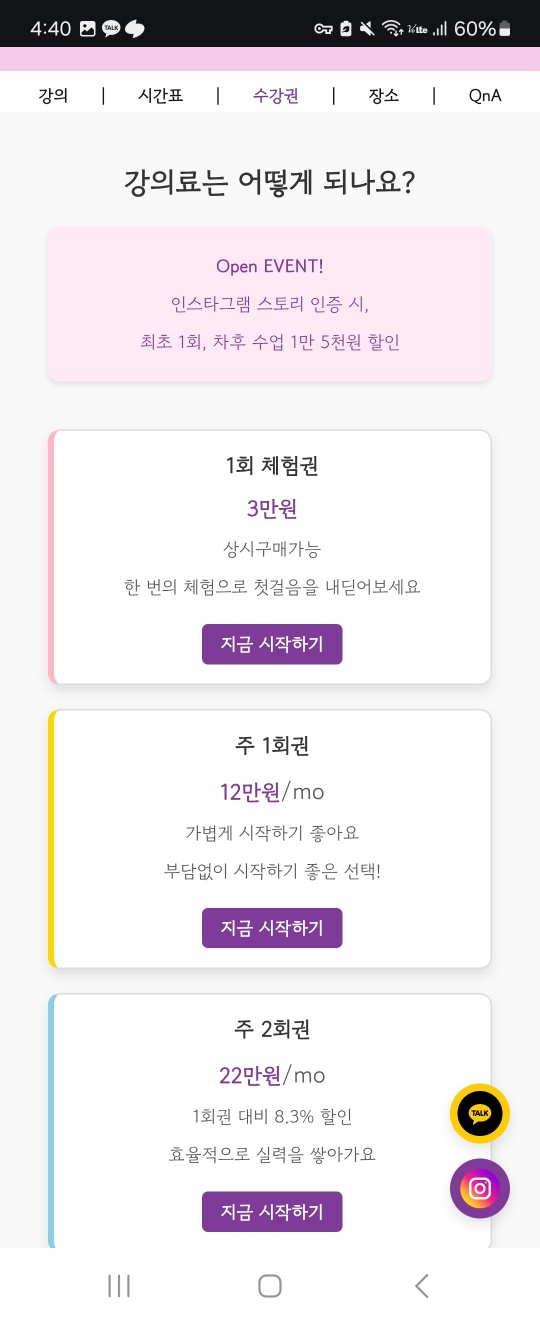 4:40 TALK VoLTE 60%
강의 | 시간표 | 수강권 | 장소 | QnA
강의료는 어떻게 되나요?
Open EVENT!
인스타그램 스토리 인증 시,
최초 1회, 차후 수업 1만 5천원 할인
1회 체험권
3만원
상시구매가능
한 번의 체험으로 첫걸음을 내딛어보세요
지금 시작하기
주 1회권
12만원/mo
가볍게 시작하기 좋아요
부담없이 시작하기 좋은 선택!
지금 시작하기
주 2회권
22만원/mo
1회권 대비 8.3% 할인
효율적으로 실력을 쌓아가요
지금 시작하기
TALK